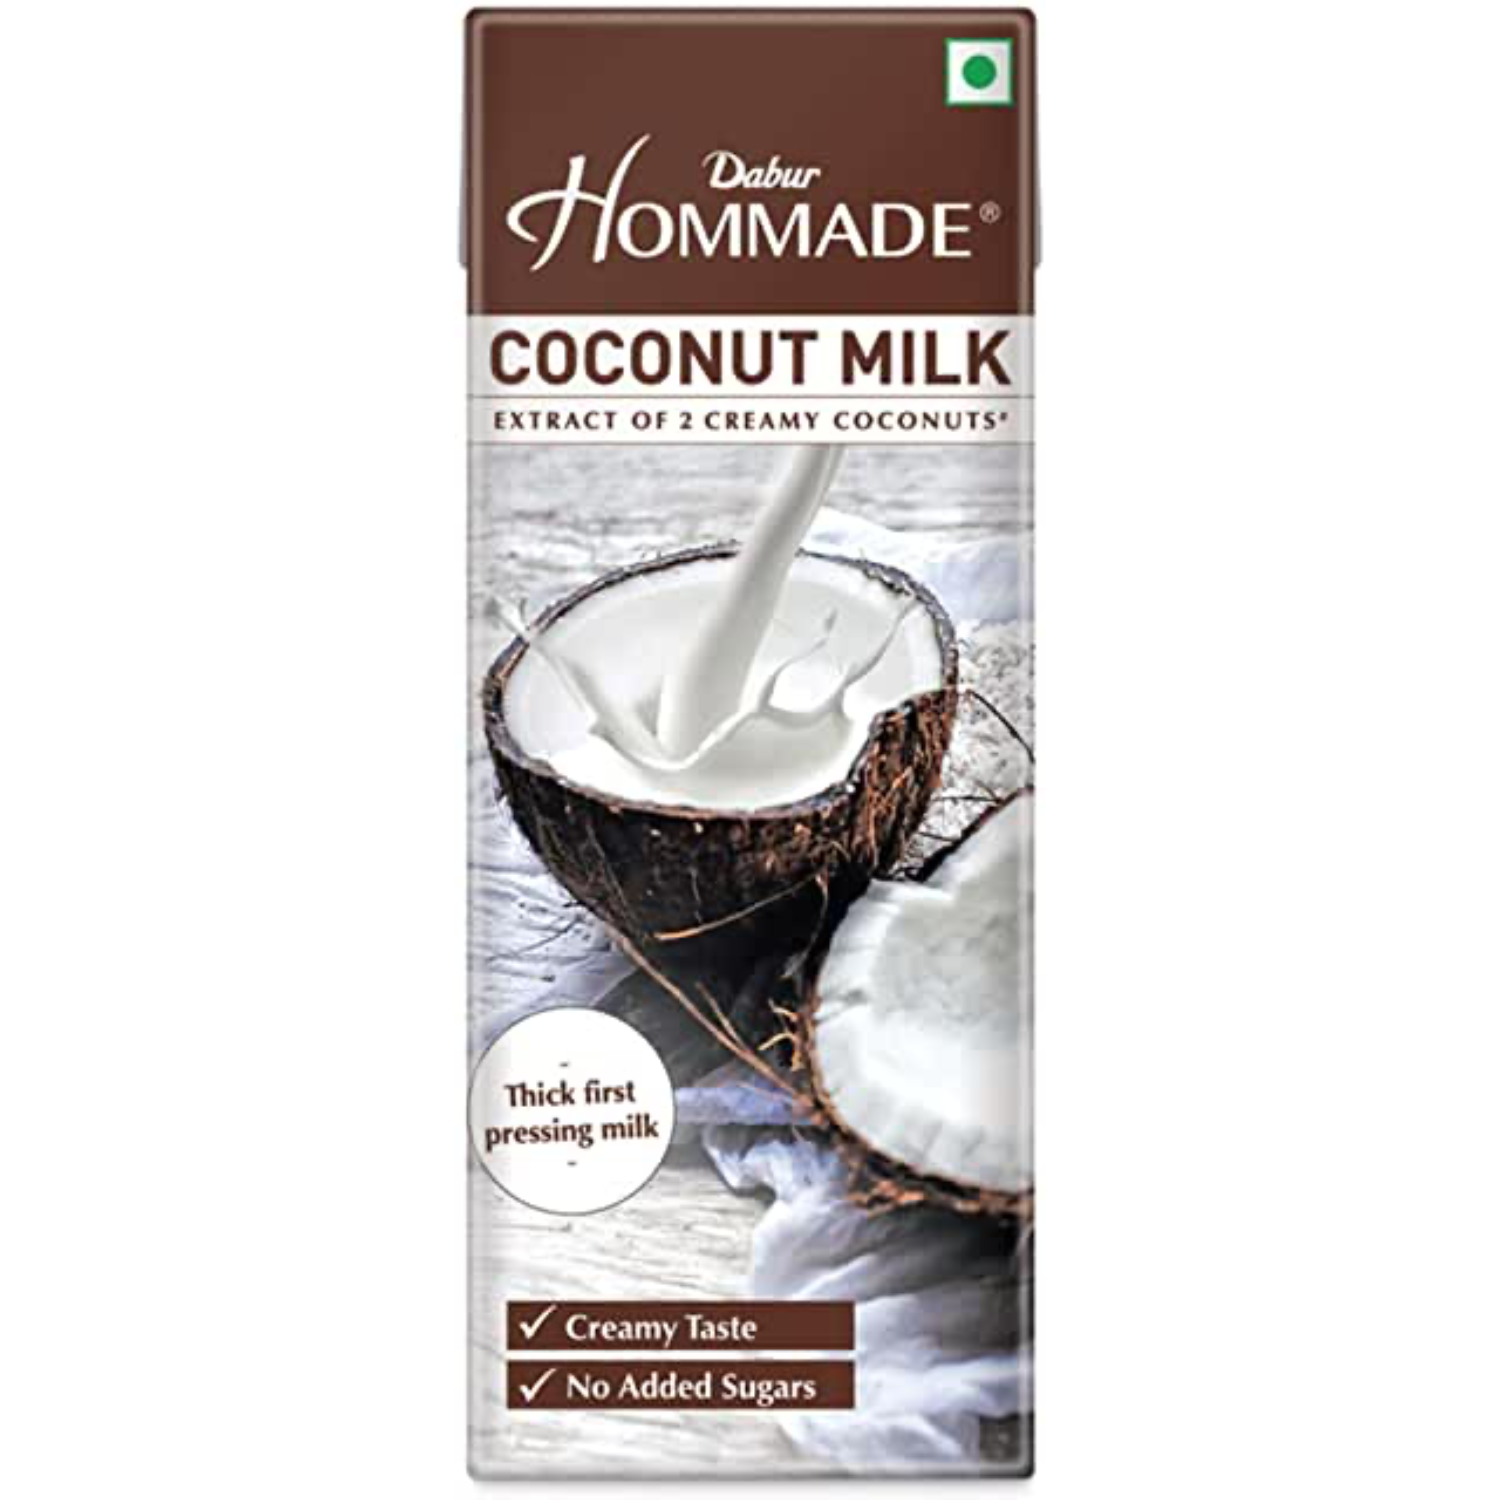 Dabur
HOMMADE®
COCONUT MILK
EXTRACT OF 2 CREAMY COCONUTS#
Thick first
pressing milk
✓ Creamy Taste
✓ No Added Sugars